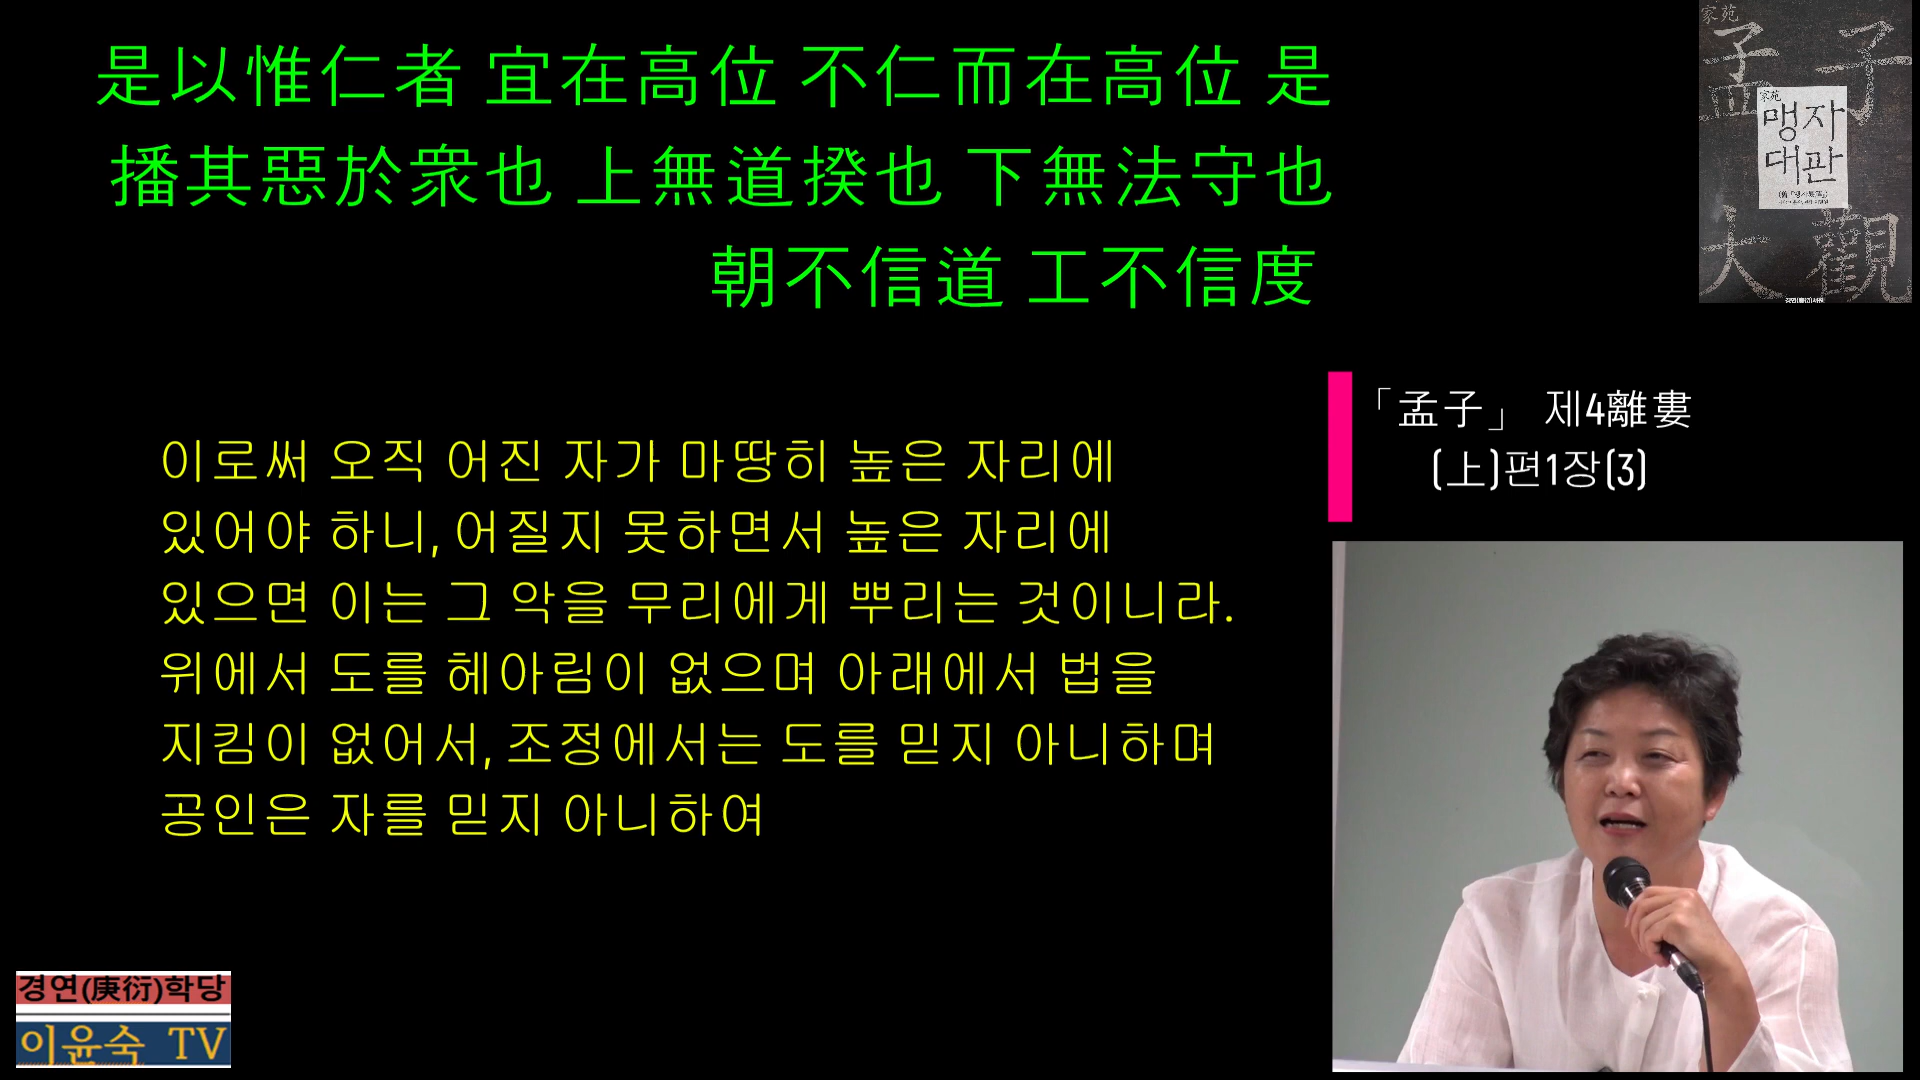 是以惟仁者 宜在高位 不仁而在高位 是
播其惡於衆也 上無道揆也 下無法守也
朝不信道 工不信度
이로써 오직 어진 자가 마땅히 높은 자리에
있어야 하니, 어질지 못하면서 높은 자리에
있으면 이는 그 악을 무리에게 뿌리는 것이니라.
위에서 도를 헤아림이 없으며 아래에서 법을
지킴이 없어서, 조정에서는 도를 믿지 아니하며
공인은 자를 믿지 아니하여
家苑
孟子
家苑
맹자
대관
大觀
「孟子」 제4離婁
(上)편1장(3)
경연(庚衍)학당
이윤숙 TV